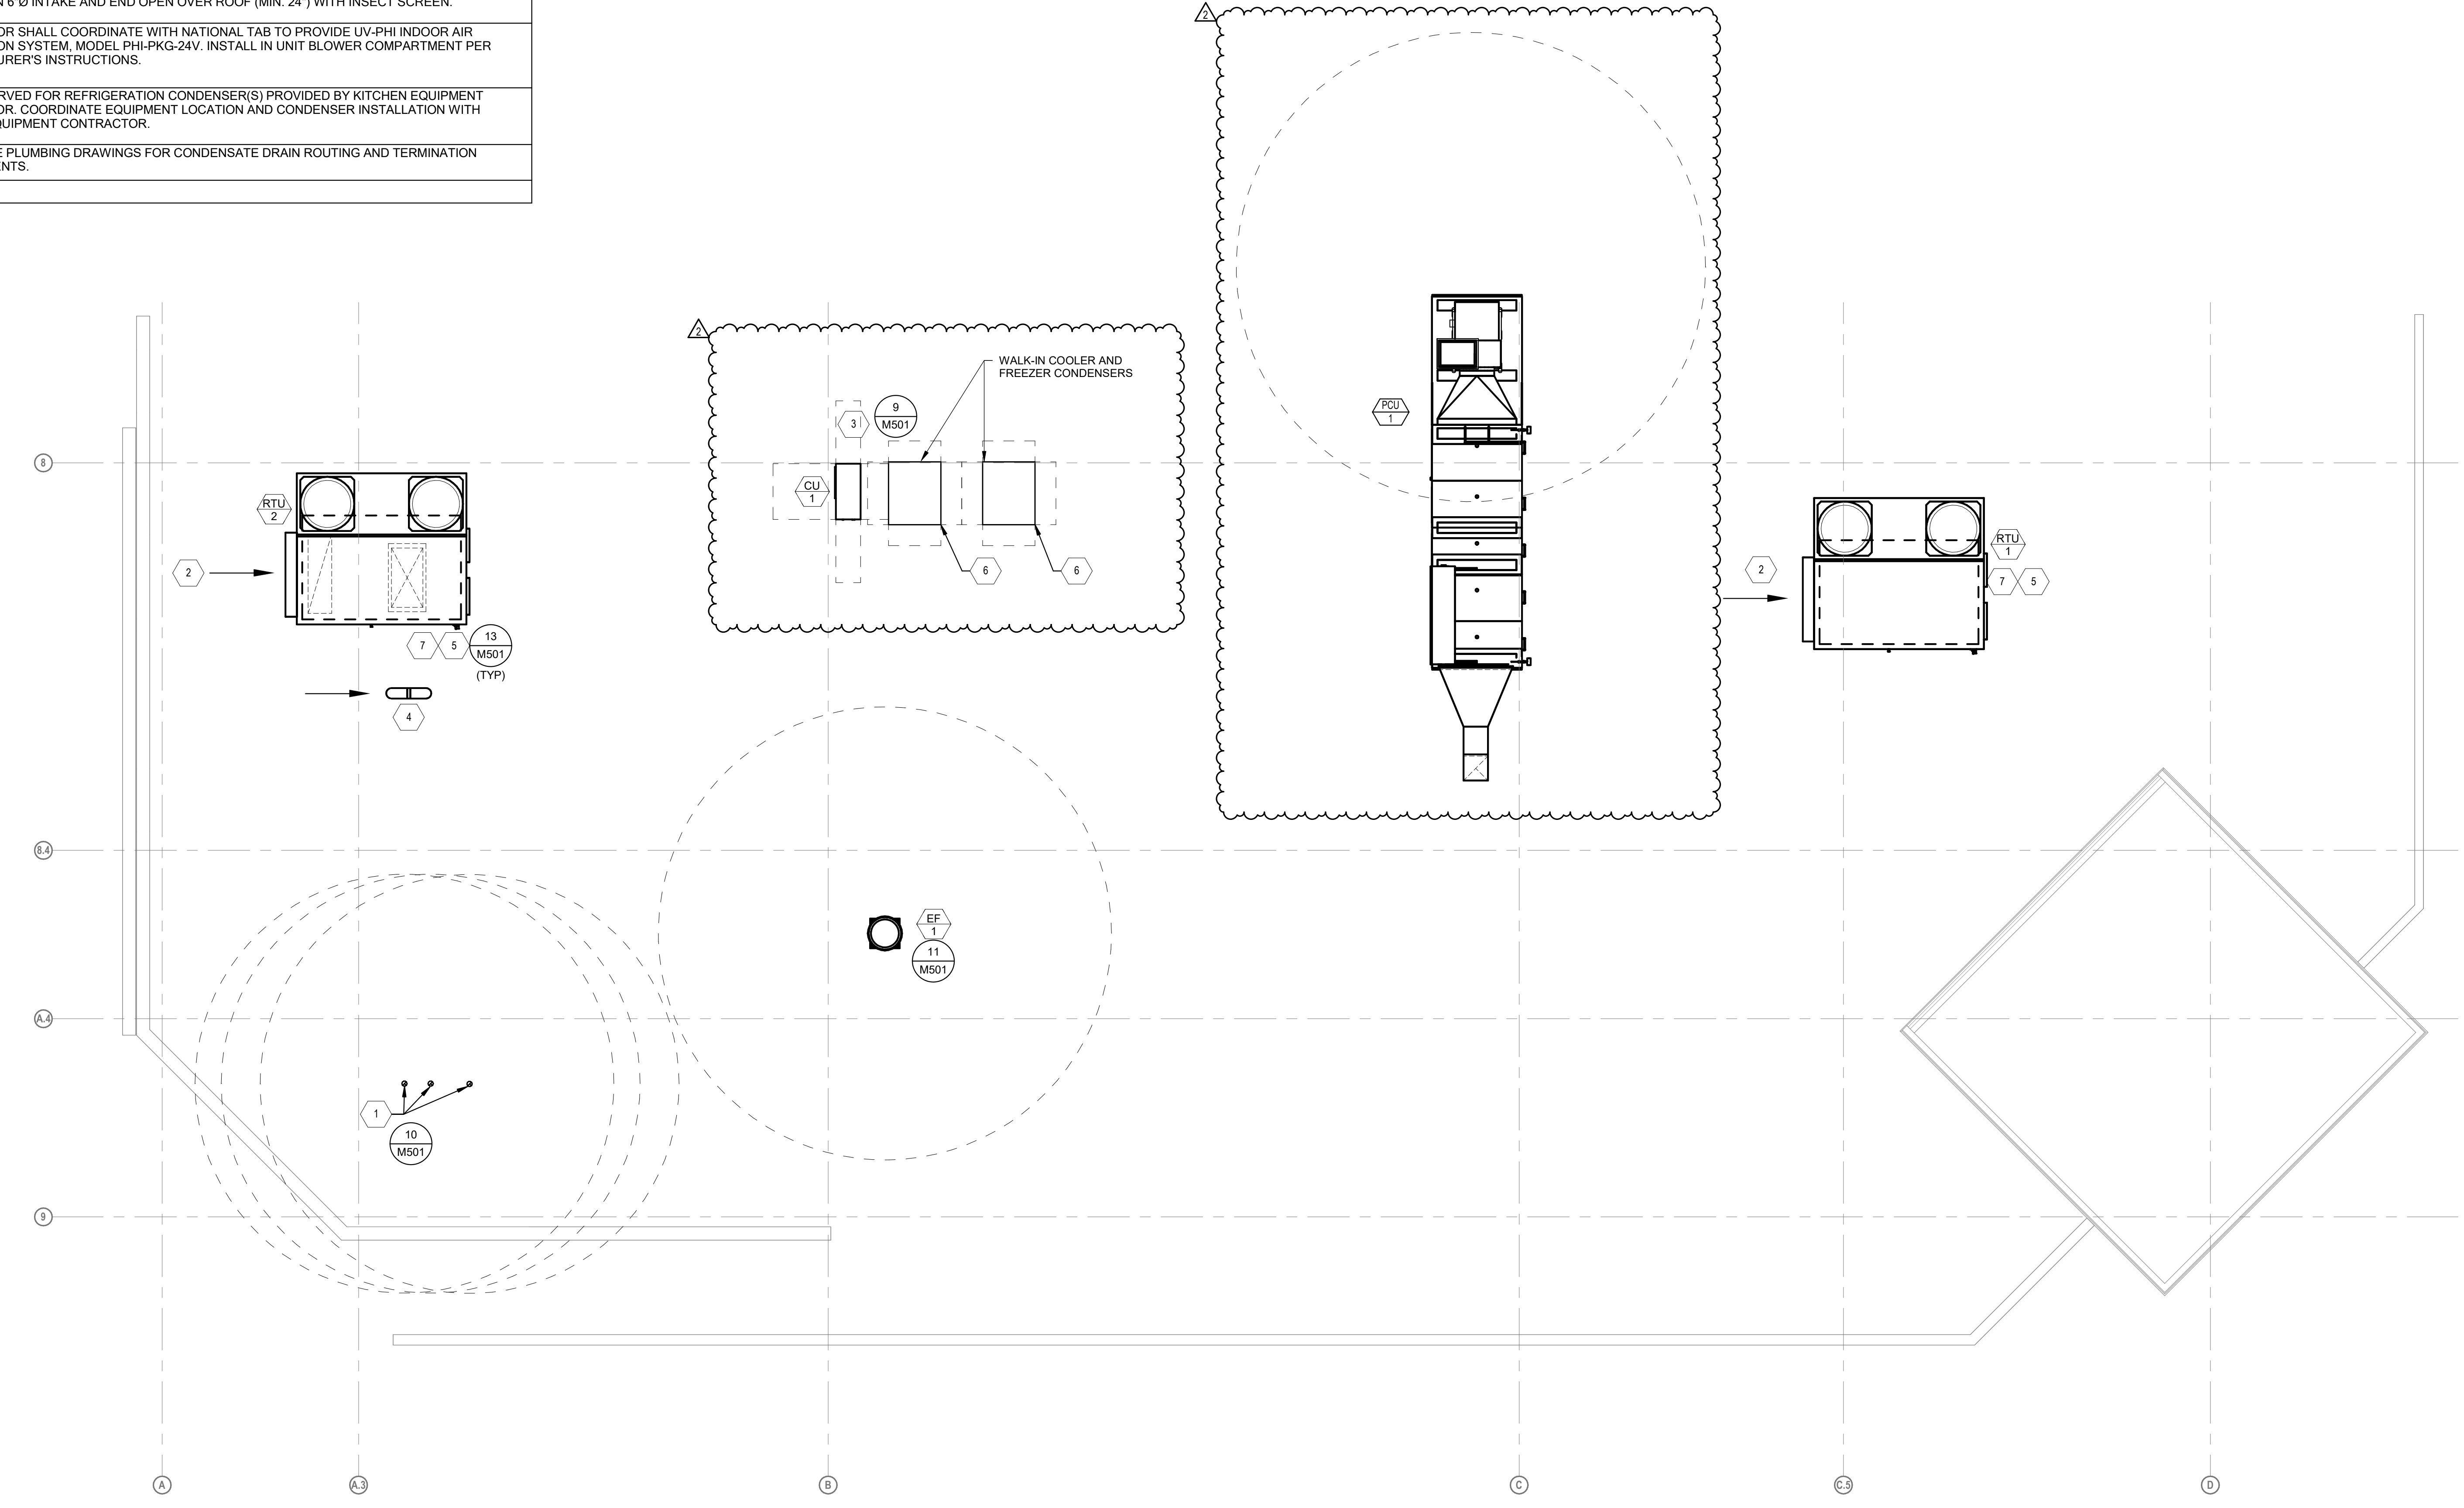 N 6"Ø INTAKE AND END OPEN OVER ROOF (MIN. 24") WITH INSECT SCREEN.
OR SHALL COORDINATE WITH NATIONAL TAB TO PROVIDE UV-PHI INDOOR AIR
ON SYSTEM, MODEL PHI-PKG-24V. INSTALL IN UNIT BLOWER COMPARTMENT PER
URER'S INSTRUCTIONS.
RVED FOR REFRIGERATION CONDENSER(S) PROVIDED BY KITCHEN EQUIPMENT
OR. COORDINATE EQUIPMENT LOCATION AND CONDENSER INSTALLATION WITH
QUIPMENT CONTRACTOR.
E PLUMBING DRAWINGS FOR CONDENSATE DRAIN ROUTING AND TERMINATION
ENTS.
2
2
WALK-IN COOLER AND
FREEZER CONDENSERS
3
9
M501
PCU
1
8
RTU
2
CU
1
2
6
6
RTU
1
2
7
5
7
5
13
M501
(TYP)
4
8.4
EF
1
11
M501
A.4
1
10
M501
9
A
A.3
B
C
C.5
D